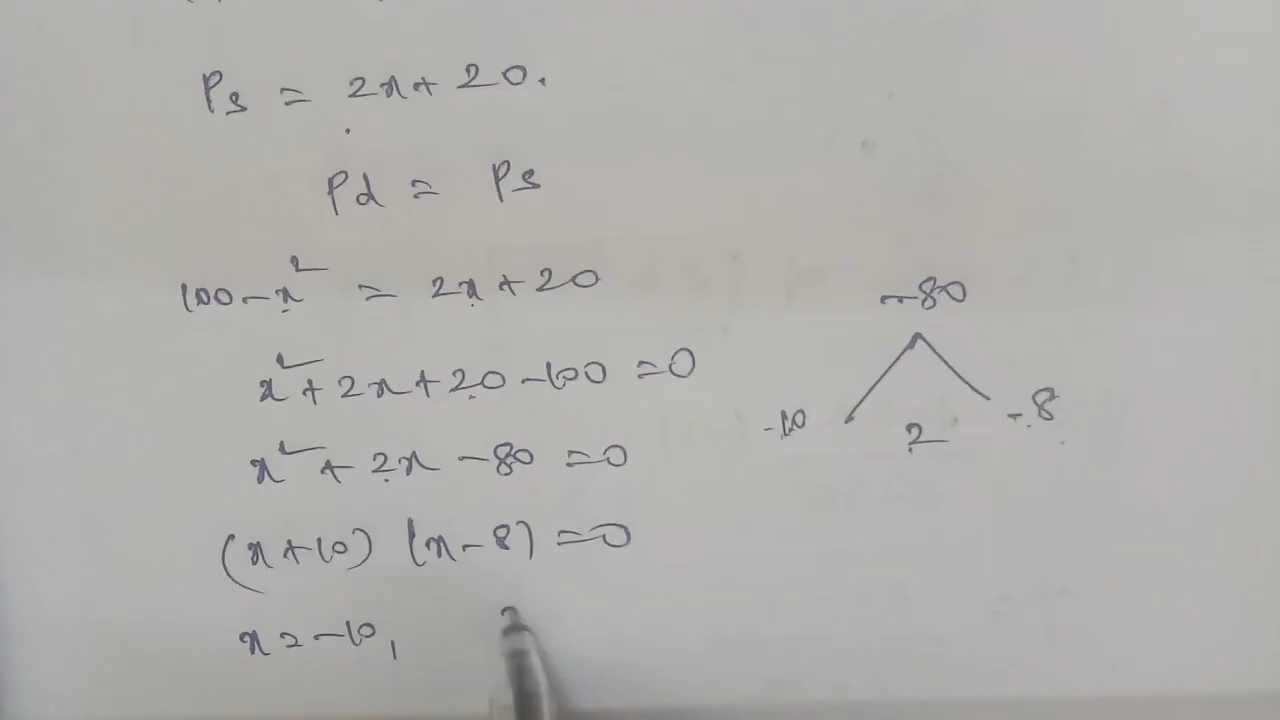 Ps = 2x + 20.
Pd = Ps
100 - x² = 2x + 20
x² + 2x + 20 - 100 = 0
x² + 2x - 80 = 0
(x + 10) (x - 8) = 0
x = -10,
-80
-10 2 -8